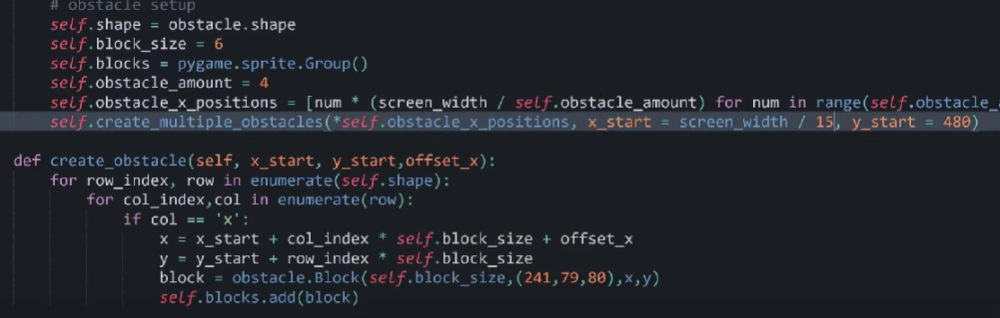 # obstacle setup
self.shape = obstacle.shape
self.block_size = 6
self.blocks = pygame.sprite.Group()
self.obstacle_amount = 4
self.obstacle_x_positions = [num * (screen_width / self.obstacle_amount) for num in range(self.obstacle_
self.create_multiple_obstacles(*self.obstacle_x_positions, x_start = screen_width / 15, y_start = 480)
def create_obstacle(self, x_start, y_start,offset_x):
for row_index, row in enumerate(self.shape):
for col_index,col in enumerate(row):
if col == 'x':
x = x_start + col_index * self.block_size + offset_x
y = y_start + row_index * self.block_size
block = obstacle.Block(self.block_size,(241,79,80),x,y)
self.blocks.add(block)